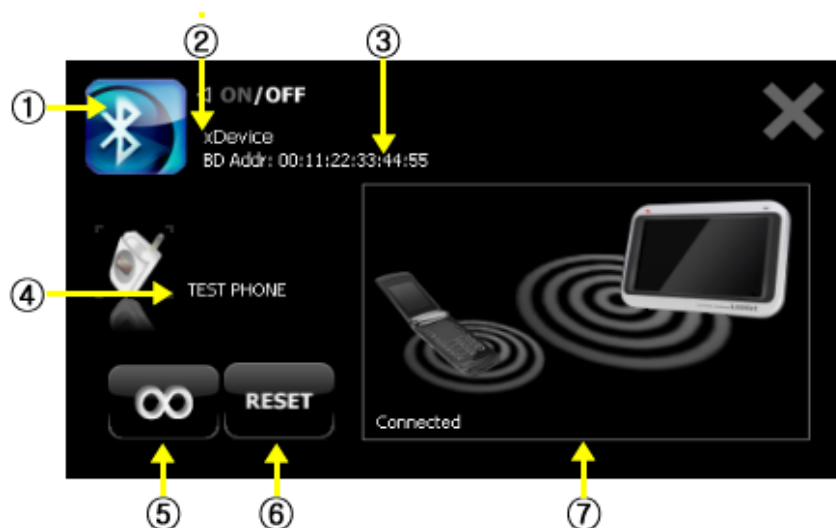 ② ③
① ◁ ON/OFF
xDevice
BD Addr: 00:11:22:33:44:55
④ TEST PHONE
RESET
Connected
⑤ ⑥ ⑦